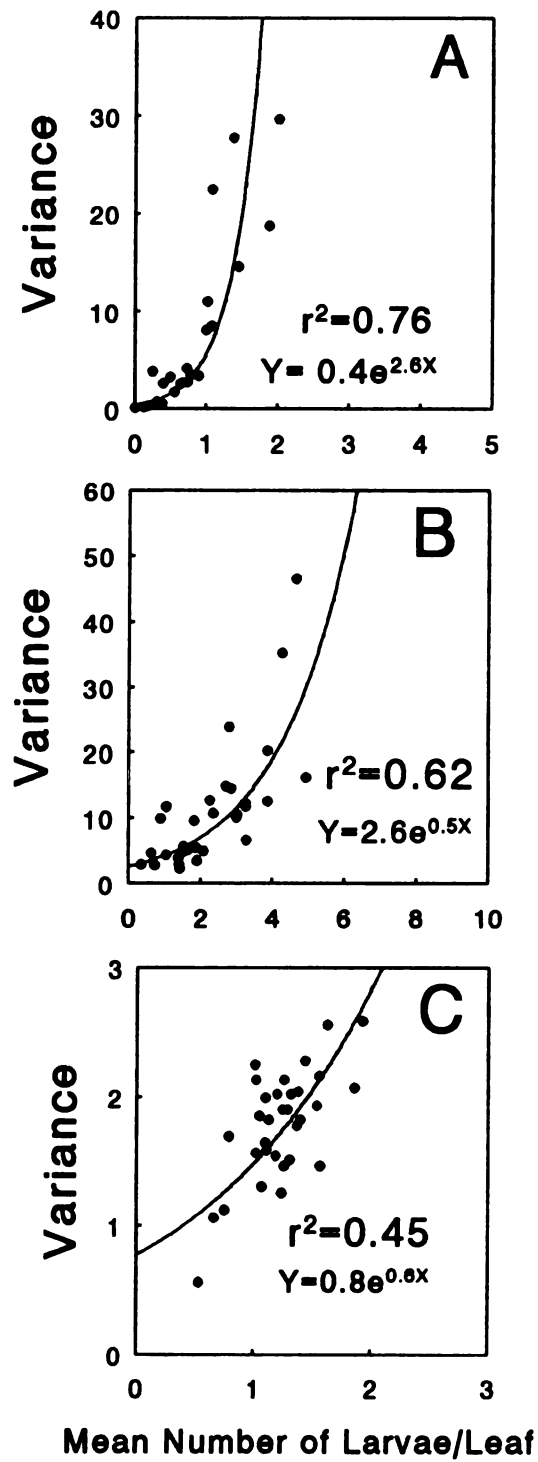 40
A
30
Variance
20
10
r²=0.76
Y= 0.4e^2.6X
0
0 1 2 3 4 5
60
B
50
40
Variance
30
20
r²=0.62
10
Y=2.6e^0.5X
0
0 2 4 6 8 10
3
C
2
Variance
1
r²=0.45
Y=0.8e^0.6X
0
0 1 2 3
Mean Number of Larvae/Leaf